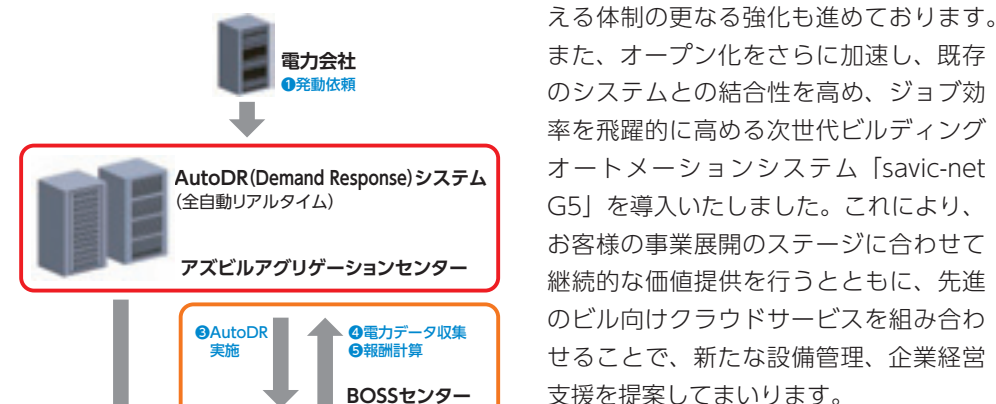 電力会社
❶発動依頼
AutoDR(Demand Response)システム
(全自動リアルタイム)
アズビルアグリゲーションセンター
❸AutoDR
実施
❹電力データ収集
❺報酬計算
BOSSセンター
える体制の更なる強化も進めております。
また、オープン化をさらに加速し、既存
のシステムとの結合性を高め、ジョブ効
率を飛躍的に高める次世代ビルディング
オートメーションシステム「savic-net
G5」を導入いたしました。これにより、
お客様の事業展開のステージに合わせて
継続的な価値提供を行うとともに、先進
のビル向けクラウドサービスを組み合わ
せることで、新たな設備管理、企業経営
支援を提案してまいります。